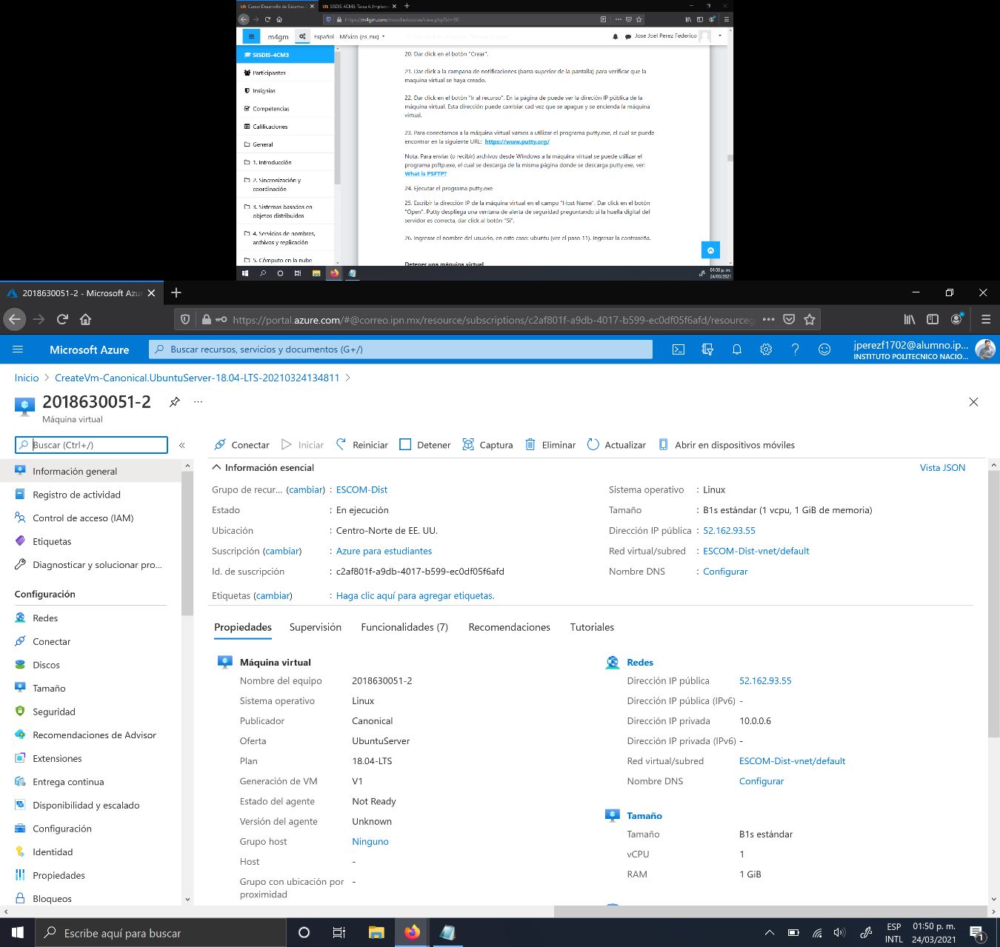 Curso: Desarrollo de Sistemas
SISDIS-4CM3: Tarea 4. Implem
https://m4gm.com/moodle/course/view.php?id=30
m4gm
Español - México (es_mx)
Jose Joel Perez Federico
SISDIS-4CM3
Participantes
Insignias
Competencias
Calificaciones
General
1. Introducción
2. Sincronización y
coordinación
3. Sistemas basados en
objetos distribuidos
4. Servicios de nombres,
archivos y replicación
5. Cómputo en la nube
20. Dar click en el botón "Crear".
21. Dar click a la campana de notificaciones (barra superior de la pantalla) para verificar que la
maquina virtual se haya creado.
22. Dar click en el botón "Ir al recurso". En la página de puede ver la direción IP pública de la
máquina virtual. Esta dirección puede cambiar cad vez que se apague y se encienda la máquina
virtual.
23. Para conectarnos a la máquina virtual vamos a utilizar el programa putty.exe, el cual se puede
encontrar en la siguiente URL: https://www.putty.org/
Nota. Para enviar (o recibir) archivos desde Windows a la máquina virtual se puede utilizar el
programa psftp.exe, el cual se descarga de la misma página donde se descarga putty.exe, ver:
What is PSFTP?
24. Ejecutar el programa putty.exe
25. Escribir la dirección IP de la máquina virtual en el campo "Host Name". Dar click en el botón
"Open". Putty despliega una ventana de alerta de seguridad preguntando si la huella digital del
servidor es correcta, dar click al botón "Si".
26. Ingresar el nombre del usuario, en este caso: ubuntu (ver el paso 11). Ingresar la contraseña.
Detener una máquina virtual
01:50 p. m.
24/03/2021
2018630051-2 - Microsoft Azur
https://portal.azure.com/#@correo.ipn.mx/resource/subscriptions/c2af801f-a9db-4017-b599-ec0df05f6afd/resourceg
Microsoft Azure
Buscar recursos, servicios y documentos (G+/)
jperezf1702@alumno.ip...
INSTITUTO POLITECNICO NACIO...
Inicio > CreateVm-Canonical.UbuntuServer-18.04-LTS-20210324134811 >
2018630051-2
Máquina virtual
Buscar (Ctrl+/)
Conectar
Iniciar
Reiniciar
Detener
Captura
Eliminar
Actualizar
Abrir en dispositivos móviles
Información general
Registro de actividad
Control de acceso (IAM)
Etiquetas
Diagnosticar y solucionar pro...
Configuración
Redes
Conectar
Discos
Tamaño
Seguridad
Recomendaciones de Advisor
Extensiones
Entrega continua
Disponibilidad y escalado
Configuración
Identidad
Propiedades
Bloqueos
Información esencial
Vista JSON
Grupo de recur... (cambiar) : ESCOM-Dist
Estado : En ejecución
Ubicación : Centro-Norte de EE. UU.
Suscripción (cambiar) : Azure para estudiantes
Id. de suscripción : c2af801f-a9db-4017-b599-ec0df05f6afd
Etiquetas (cambiar) : Haga clic aquí para agregar etiquetas.
Sistema operativo : Linux
Tamaño : B1s estándar (1 vcpu, 1 GiB de memoria)
Dirección IP pública : 52.162.93.55
Red virtual/subred : ESCOM-Dist-vnet/default
Nombre DNS : Configurar
Propiedades
Supervisión
Funcionalidades (7)
Recomendaciones
Tutoriales
Máquina virtual
Nombre del equipo 2018630051-2
Sistema operativo Linux
Publicador Canonical
Oferta UbuntuServer
Plan 18.04-LTS
Generación de VM V1
Estado del agente Not Ready
Versión del agente Unknown
Grupo host Ninguno
Host -
Grupo con ubicación por -
proximidad
Redes
Dirección IP pública 52.162.93.55
Dirección IP pública (IPv6) -
Dirección IP privada 10.0.0.6
Dirección IP privada (IPv6) -
Red virtual/subred ESCOM-Dist-vnet/default
Nombre DNS Configurar
Tamaño
Tamaño B1s estándar
vCPU 1
RAM 1 GiB
Escribe aquí para buscar
ESP
INTL
01:50 p. m.
24/03/2021
1